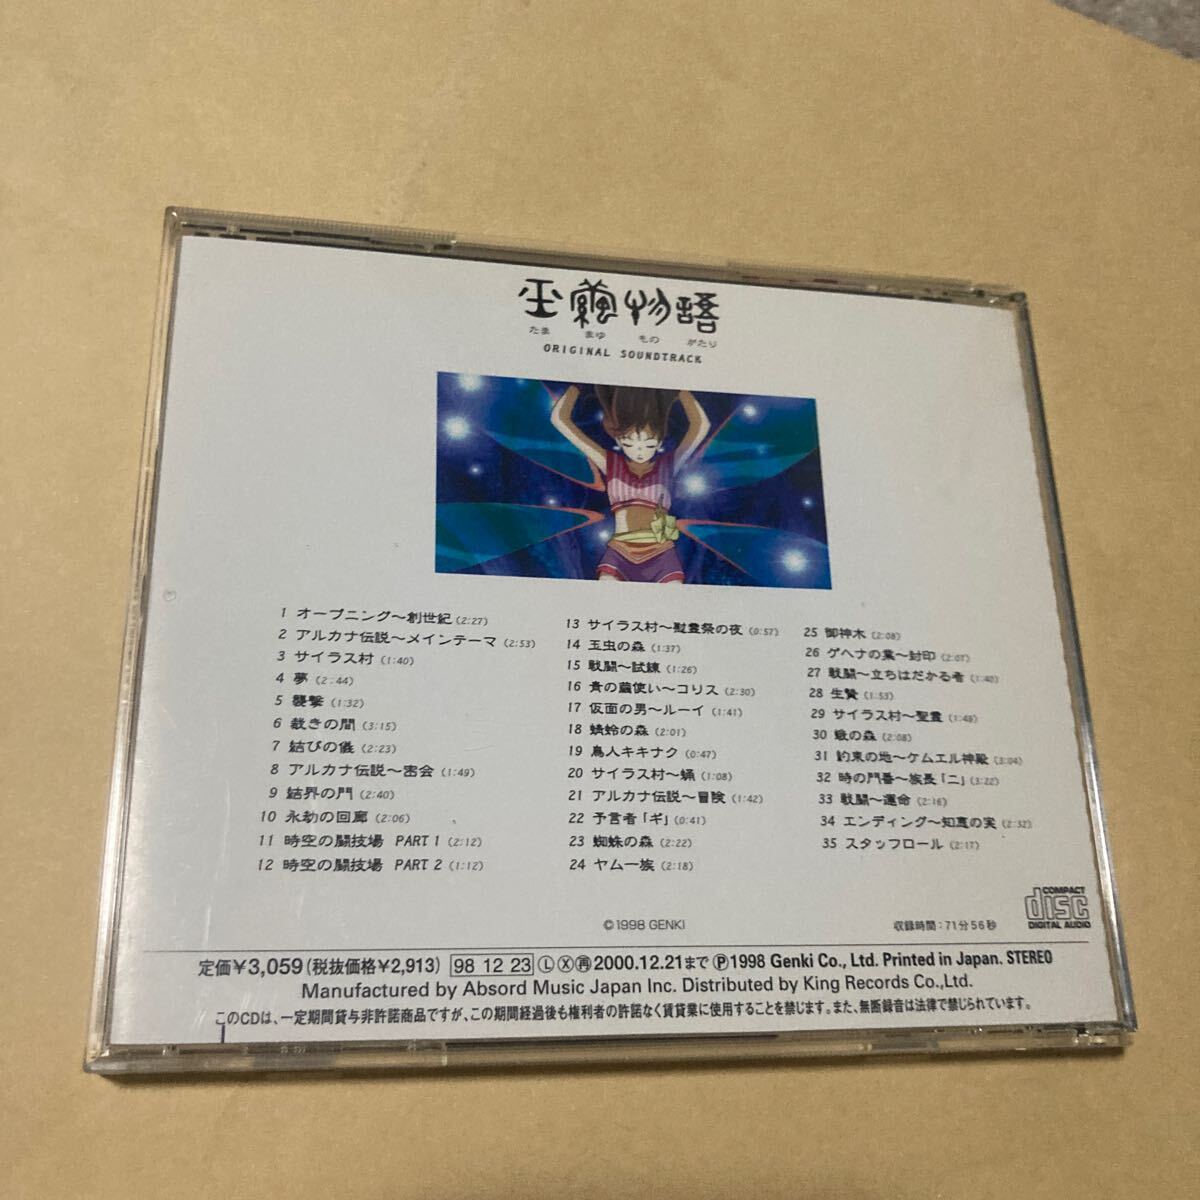 玉繭物語
たま まゆ もの がたり
ORIGINAL SOUNDTRACK
1 オープニング〜創世紀 (2:27)
2 アルカナ伝説〜メインテーマ (2:53)
3 サイラス村 (1:40)
4 夢 (2:44)
5 襲撃 (1:32)
6 裁きの間 (3:15)
7 結びの儀 (2:23)
8 アルカナ伝説〜密会 (1:49)
9 結界の門 (2:40)
10 永劫の回廊 (2:06)
11 時空の闘技場 PART 1 (2:12)
12 時空の闘技場 PART 2 (1:12)
13 サイラス村〜慰霊祭の夜 (0:57)
14 玉虫の森 (1:37)
15 戦闘〜試錬 (1:26)
16 青の繭使い〜コリス (2:30)
17 仮面の男〜ルーイ (1:41)
18 蜻蛉の森 (2:01)
19 鳥人キキナク (0:47)
20 サイラス村〜蛹 (1:08)
21 アルカナ伝説〜冒険 (1:42)
22 予言者「ギ」 (0:41)
23 蜘蛛の森 (2:22)
24 ヤム一族 (2:18)
25 御神木 (2:08)
26 ゲヘナの業〜封印 (2:07)
27 戦闘〜立ちはだかる者 (1:40)
28 生贄 (1:53)
29 サイラス村〜聖霊 (1:48)
30 蛾の森 (2:08)
31 約束の地〜ケムエル神殿 (3:04)
32 時の門番〜族長「ニ」 (3:22)
33 戦闘〜運命 (2:16)
34 エンディング〜知恵の実 (2:32)
35 スタッフロール (2:17)
©1998 GENKI
収録時間：71分56秒
COMPACT
disc
DIGITAL AUDIO
定価¥3,059(税抜価格¥2,913) 98 12 23 Ⓛ Ⓧ ㊢2000.12.21まで Ⓟ1998 Genki Co., Ltd. Printed in Japan. STEREO
Manufactured by Absord Music Japan Inc. Distributed by King Records Co.,Ltd.
このCDは、一定期間貸与非許諾商品ですが、この期間経過後も権利者の許諾なく賃貸業に使用することを禁じます。また、無断録音は法律で禁じられています。